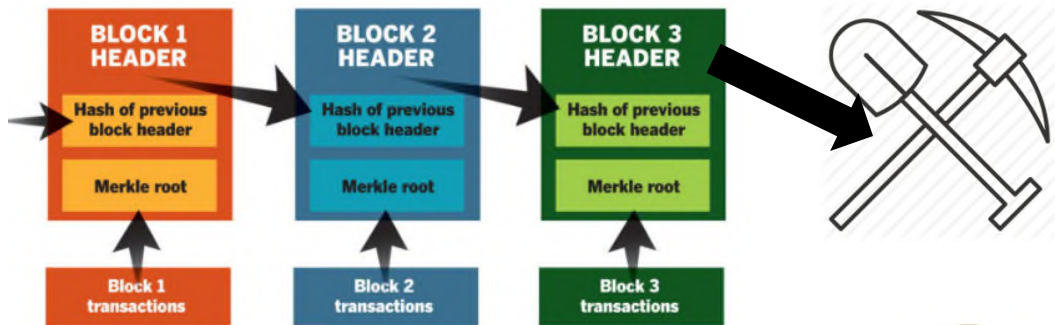 BLOCK 1
HEADER
Hash of previous
block header
Merkle root
Block 1
transactions
BLOCK 2
HEADER
Hash of previous
block header
Merkle root
Block 2
transactions
BLOCK 3
HEADER
Hash of previous
block header
Merkle root
Block 3
transactions